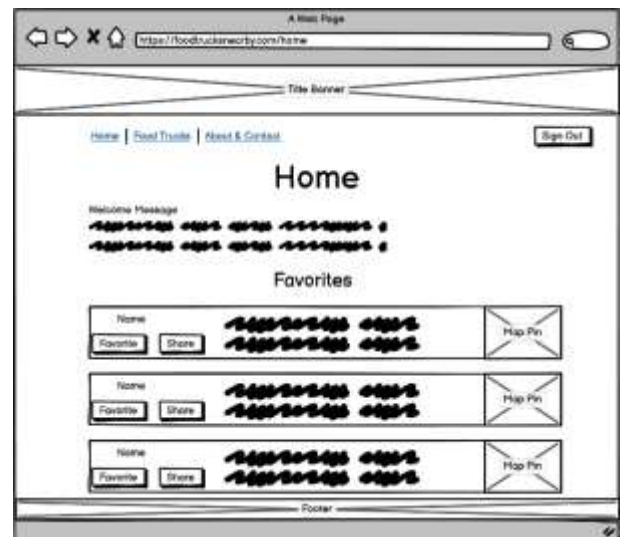 A Web Page
https://foodtrucksnearby.com/home
Title Banner
Home | Food Trucks | About & Contact
Sign Out
Home
Welcome Message
Favorites
Name
Favorite Share
Map Pin
Name
Favorite Share
Map Pin
Name
Favorite Share
Map Pin
Footer